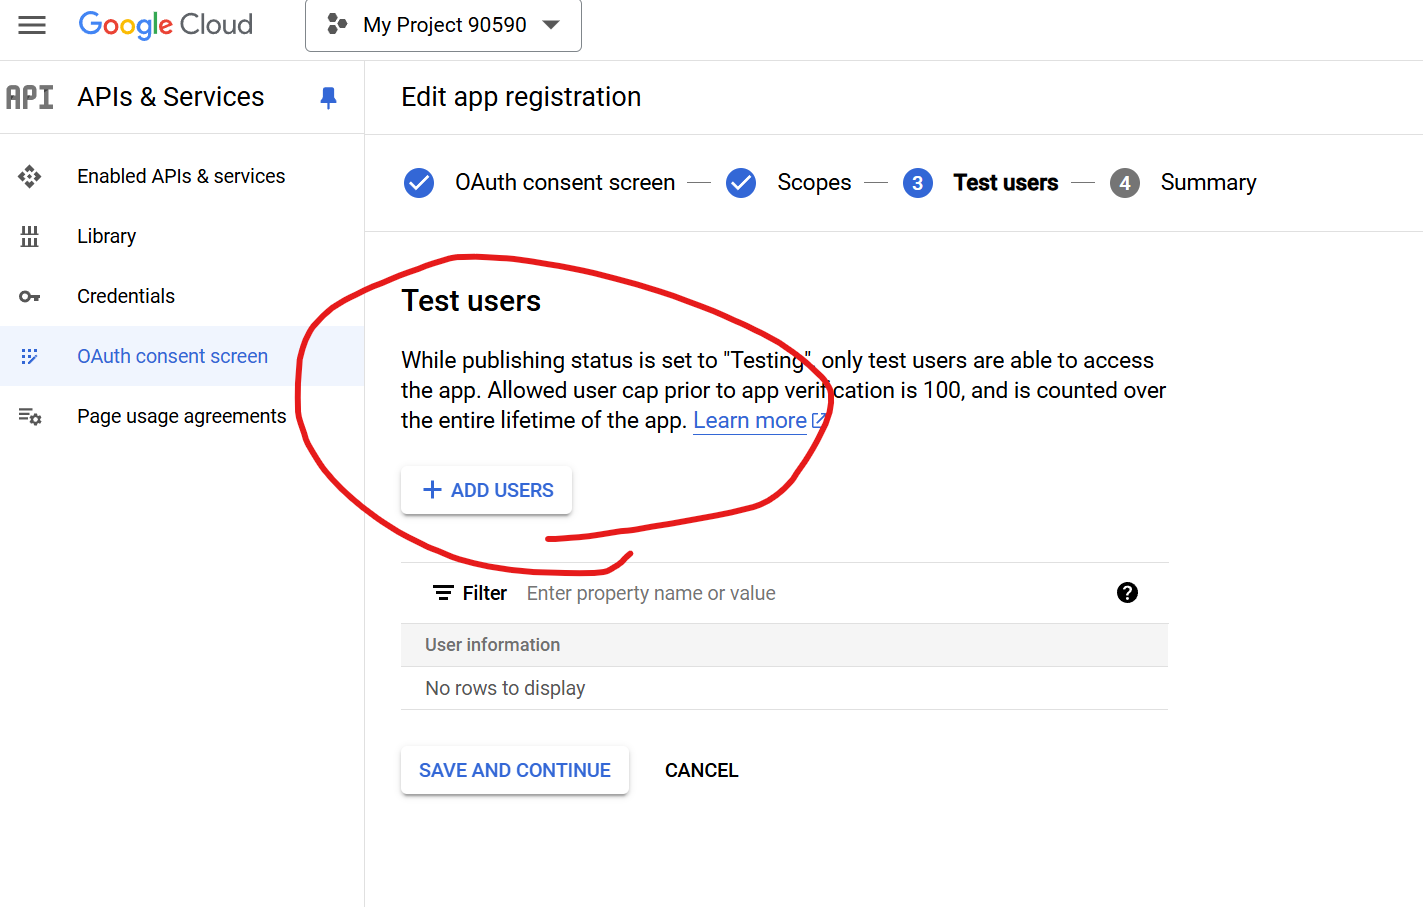 Google Cloud
My Project 90590
API
APIs & Services
Edit app registration
Enabled APIs & services
Library
Credentials
OAuth consent screen
Page usage agreements
OAuth consent screen
Scopes
3 Test users
4 Summary
Test users
While publishing status is set to "Testing", only test users are able to access
the app. Allowed user cap prior to app verification is 100, and is counted over
the entire lifetime of the app. Learn more
+ ADD USERS
Filter Enter property name or value ?
User information
No rows to display
SAVE AND CONTINUE CANCEL